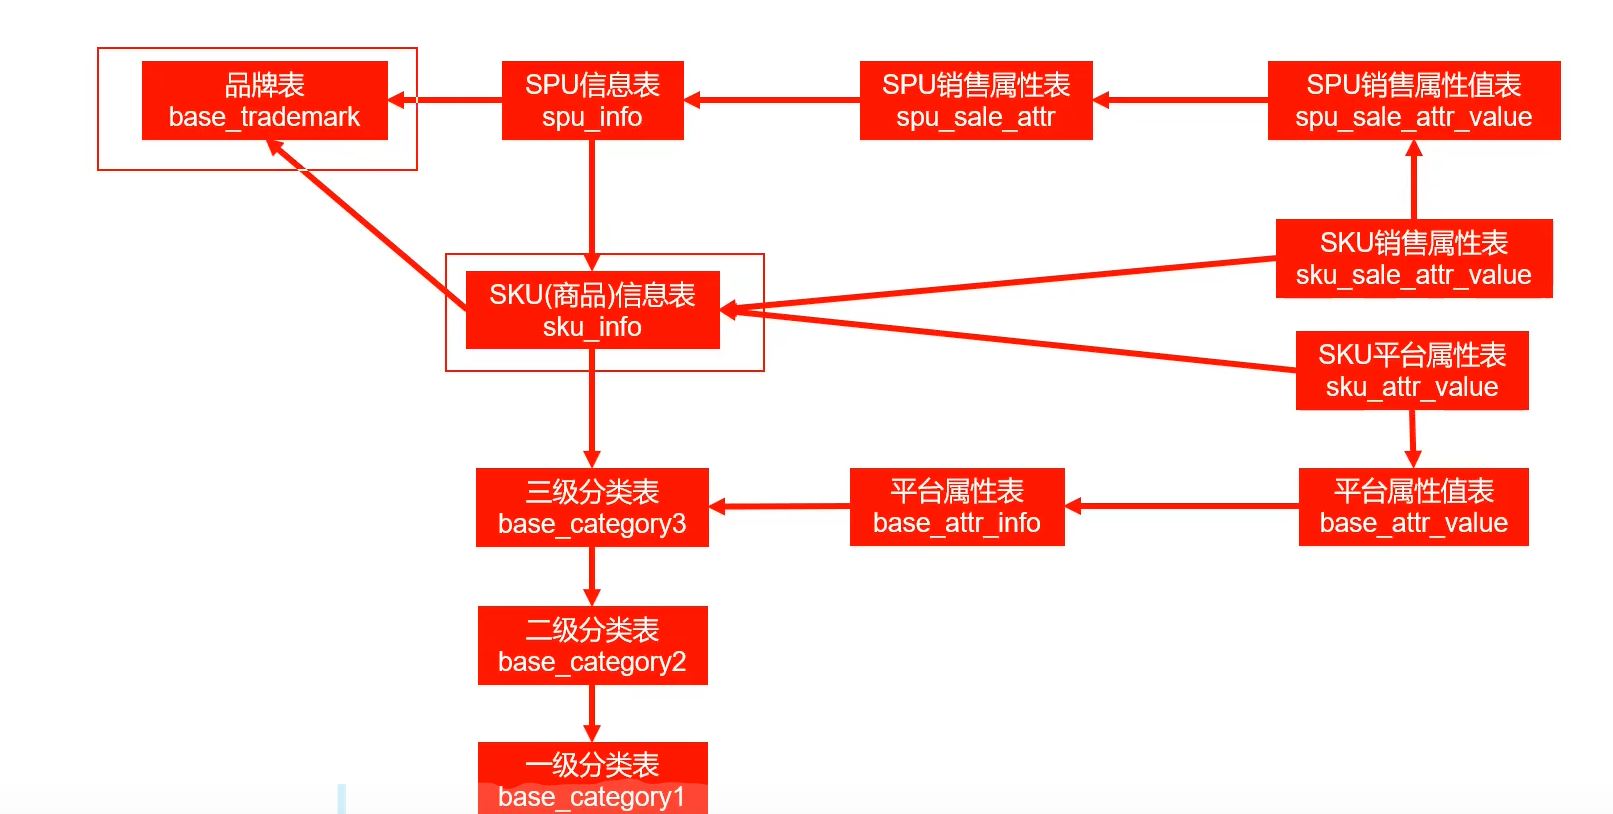 品牌表
base_trademark
SPU信息表
spu_info
SPU销售属性表
spu_sale_attr
SPU销售属性值表
spu_sale_attr_value
SKU销售属性表
sku_sale_attr_value
SKU(商品)信息表
sku_info
SKU平台属性表
sku_attr_value
三级分类表
base_category3
平台属性表
base_attr_info
平台属性值表
base_attr_value
二级分类表
base_category2
一级分类表
base_category1